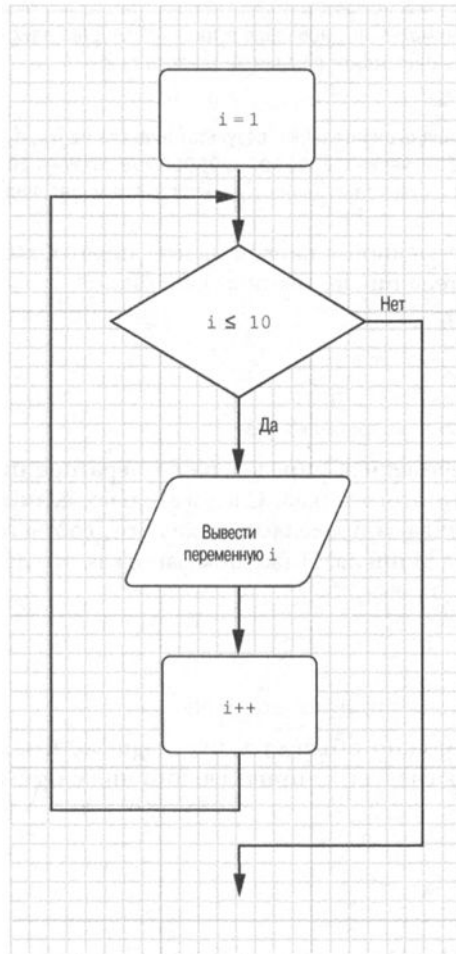 i = 1
i ≤ 10
Нет
Да
Вывести
переменную i
i++